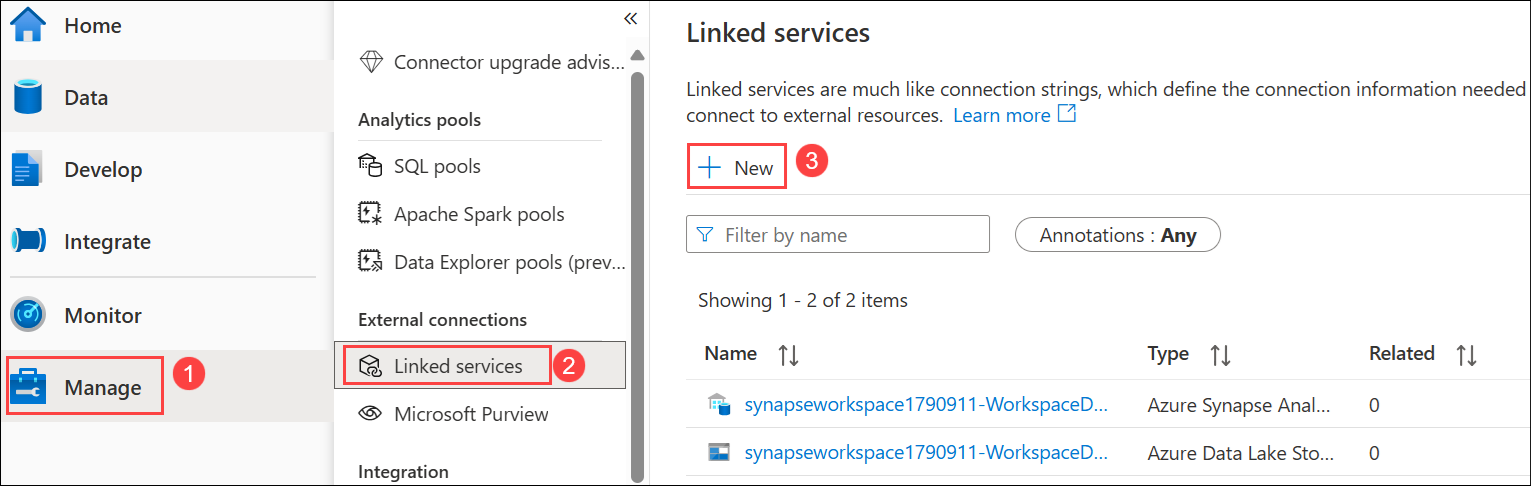 Home
Data
Develop
Integrate
Monitor
Manage
1
«
Connector upgrade advis...
Analytics pools
SQL pools
Apache Spark pools
Data Explorer pools (prev...
External connections
Linked services
2
Microsoft Purview
Integration
Linked services
Linked services are much like connection strings, which define the connection information needed
connect to external resources. Learn more
New
3
Filter by name
Annotations : Any
Showing 1 - 2 of 2 items
Name Type Related
synapseworkspace1790911-WorkspaceD... Azure Synapse Anal... 0
synapseworkspace1790911-WorkspaceD... Azure Data Lake Sto... 0